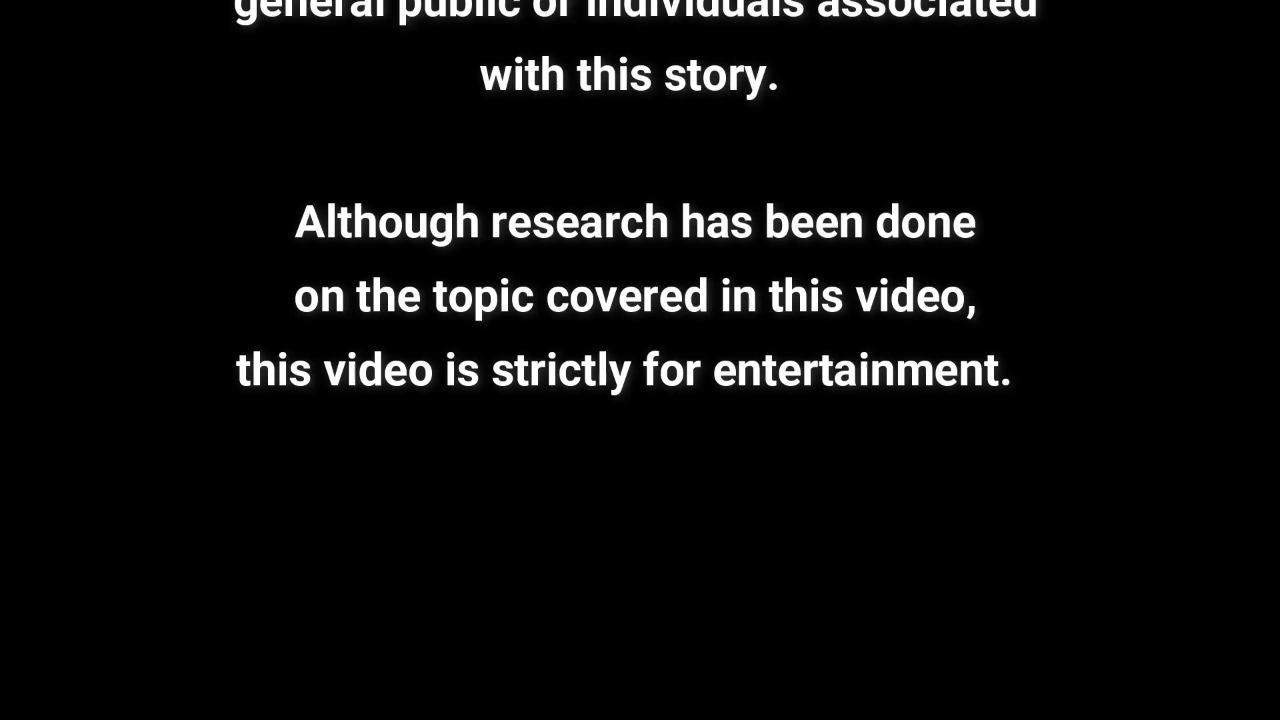 general public or individuals associated
with this story.
Although research has been done
on the topic covered in this video,
this video is strictly for entertainment.